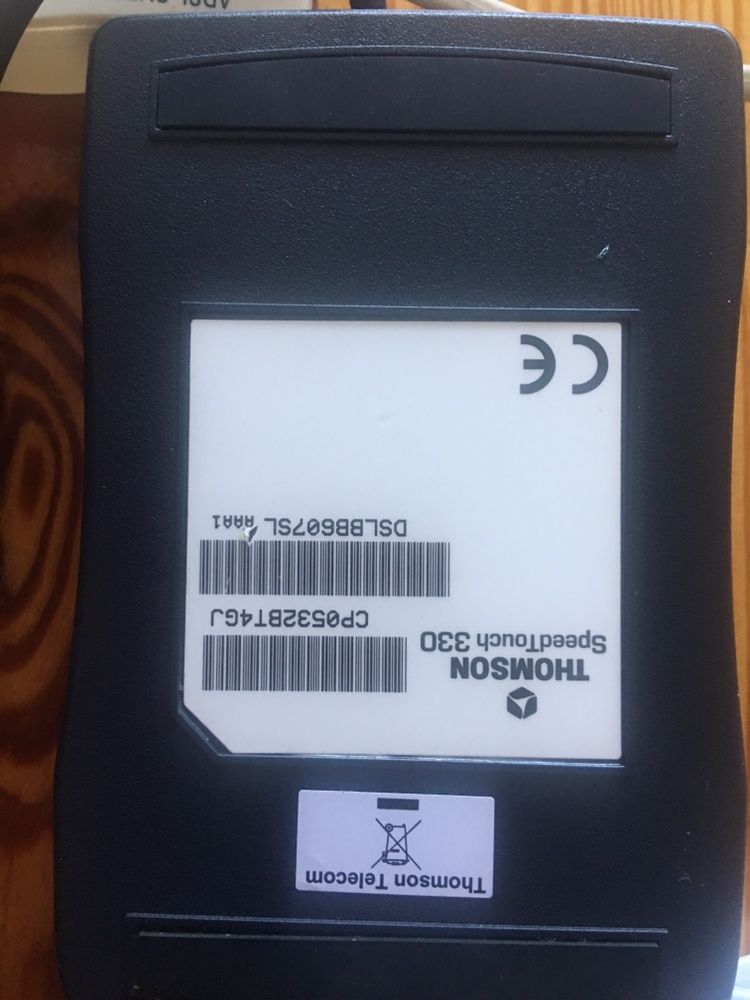 Thomson Telecom
THOMSON
SpeedTouch 330
CP0532BT4GJ
DSLBB607SL AAA1
CE